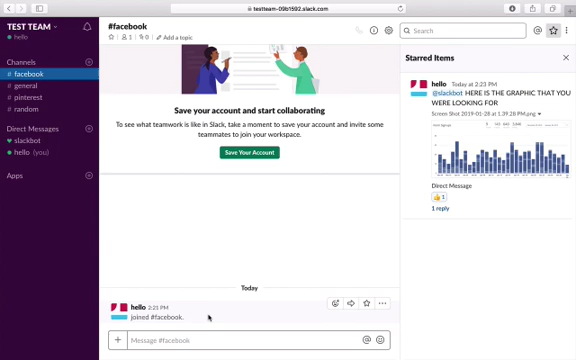 testteam-09b1592.slack.com
TEST TEAM
hello
#facebook
1
0
Add a topic
Search
Channels
# facebook
# general
# pinterest
# random
Direct Messages
slackbot
hello (you)
Apps
Save your account and start collaborating
To see what teamwork is like in Slack, take a moment to save your account and invite some
teammates to join your workspace.
Save Your Account
Today
hello 2:21 PM
joined #facebook.
Message #facebook
Starred Items
hello Today at 2:23 PM
@slackbot HERE IS THE GRAPHIC THAT YOU
WERE LOOKING FOR
Screen Shot 2019-01-28 at 1.39.28 PM.png
Direct Message
1
1 reply